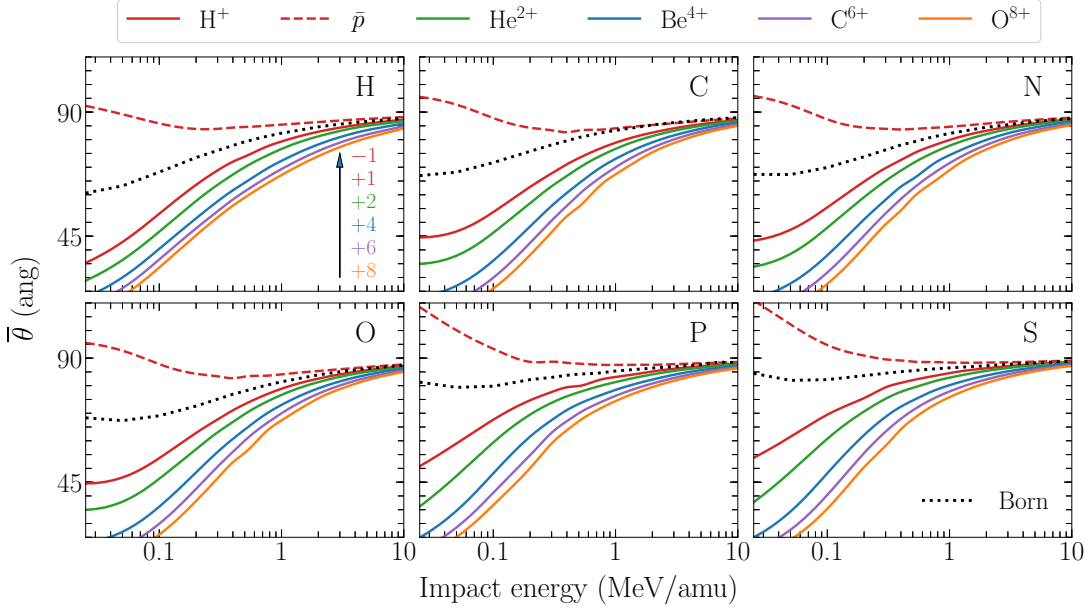 H⁺ p̄ He²⁺ Be⁴⁺ C⁶⁺ O⁸⁺
H C N
90
45
−1
+1
+2
+4
+6
+8
O P S
90
45
Born
0.1 1 10 0.1 1 10 0.1 1 10
θ̄ (ang)
Impact energy (MeV/amu)